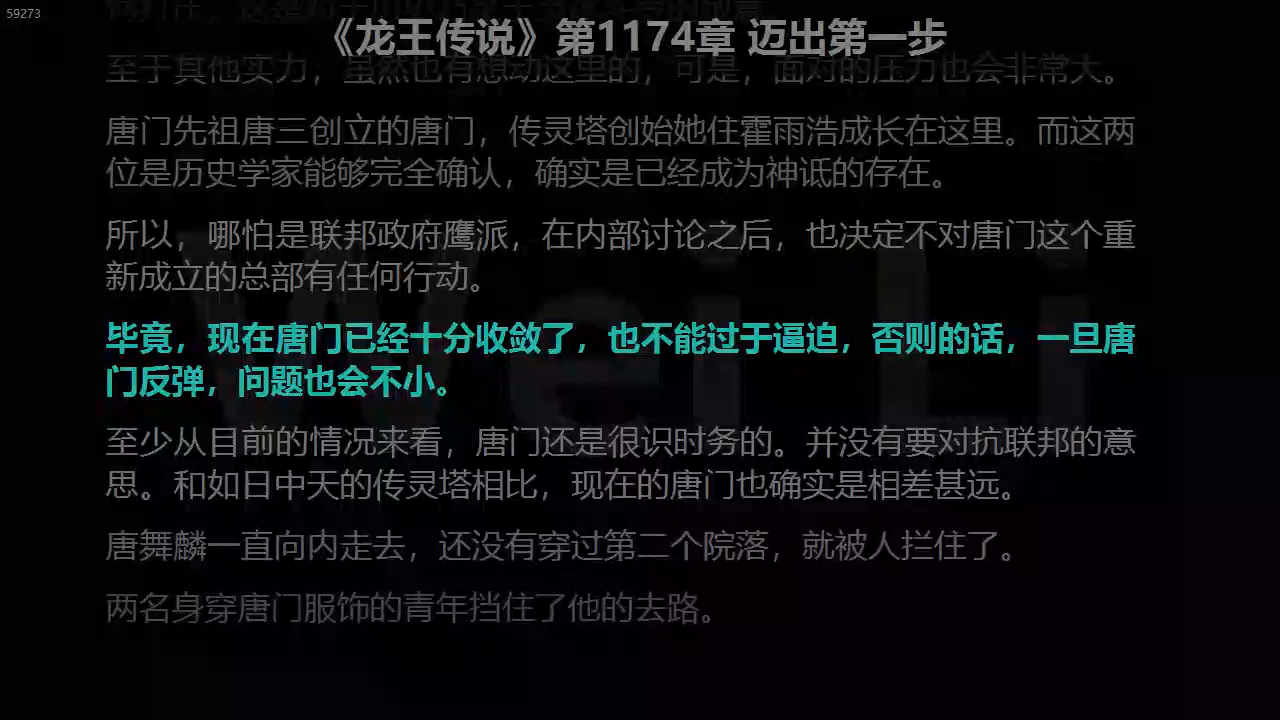 59273
《龙王传说》第1174章 迈出第一步
至于其他实力，虽然也有想动这里的，可是，面对的压力也会非常大。
唐门先祖唐三创立的唐门，传灵塔创始她住霍雨浩成长在这里。而这两
位是历史学家能够完全确认，确实是已经成为神诋的存在。
所以，哪怕是联邦政府鹰派，在内部讨论之后，也决定不对唐门这个重
新成立的总部有任何行动。
毕竟，现在唐门已经十分收敛了，也不能过于逼迫，否则的话，一旦唐
门反弹，问题也会不小。
至少从目前的情况来看，唐门还是很识时务的。并没有要对抗联邦的意
思。和如日中天的传灵塔相比，现在的唐门也确实是相差甚远。
唐舞麟一直向内走去，还没有穿过第二个院落，就被人拦住了。
两名身穿唐门服饰的青年挡住了他的去路。
Wei Li